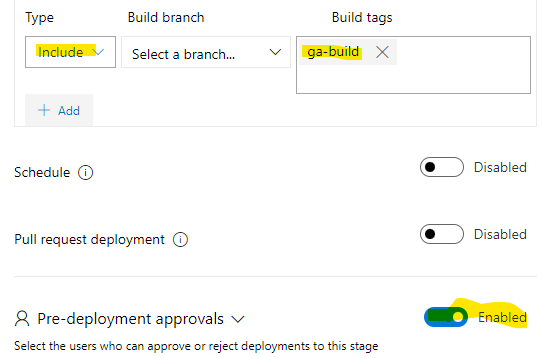 Type Build branch Build tags
Include Select a branch... ga-build
Add
Schedule Disabled
Pull request deployment Disabled
Pre-deployment approvals Enabled
Select the users who can approve or reject deployments to this stage